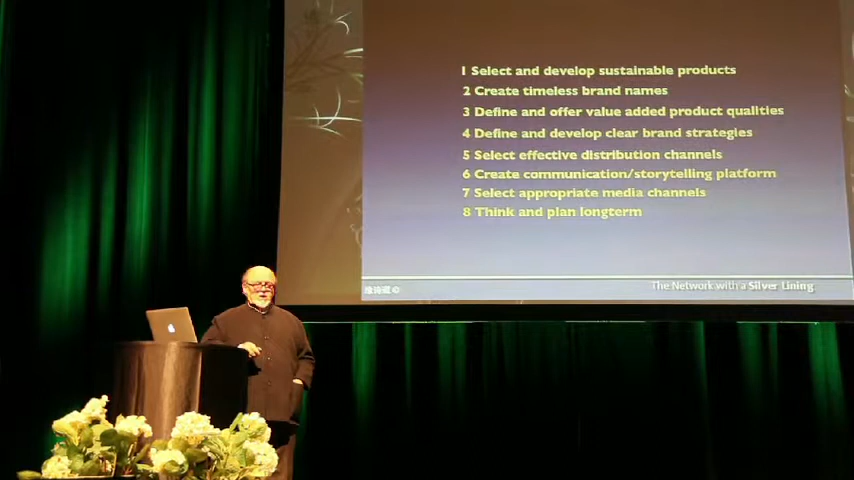 1 Select and develop sustainable products
2 Create timeless brand names
3 Define and offer value added product qualities
4 Define and develop clear brand strategies
5 Select effective distribution channels
6 Create communication/storytelling platform
7 Select appropriate media channels
8 Think and plan longterm
©
The Network with a Silver Lining